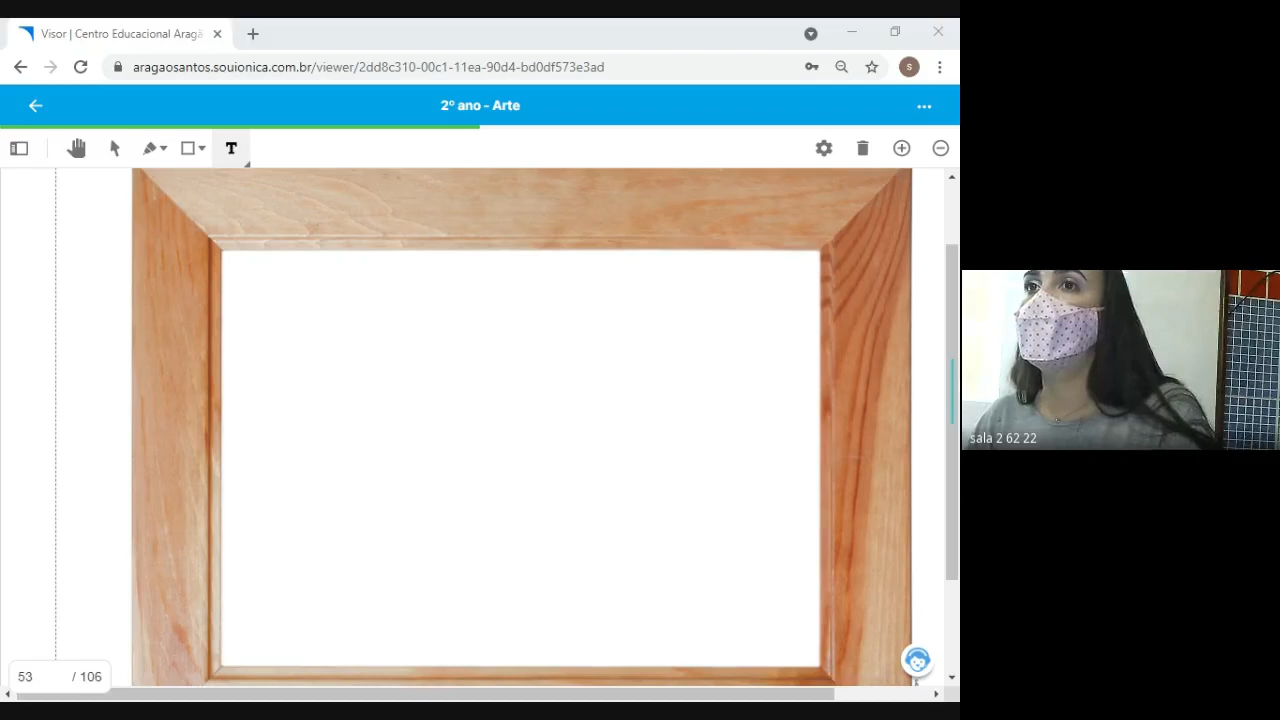 Visor | Centro Educacional Aragã
aragaosantos.souionica.com.br/viewer/2dd8c310-00c1-11ea-90d4-bd0df573e3ad
S
2º ano - Arte
T
53 / 106
sala 2 62 22